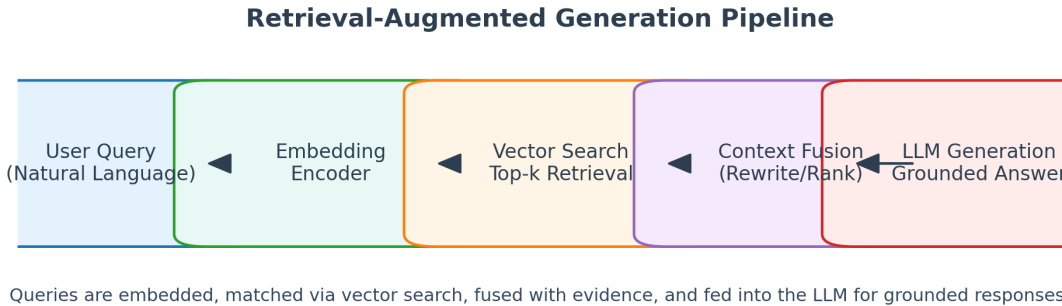 Retrieval-Augmented Generation Pipeline
User Query
(Natural Language)
Embedding
Encoder
Vector Search
Top-k Retrieval
Context Fusion
(Rewrite/Rank)
LLM Generation
Grounded Answer
Queries are embedded, matched via vector search, fused with evidence, and fed into the LLM for grounded responses